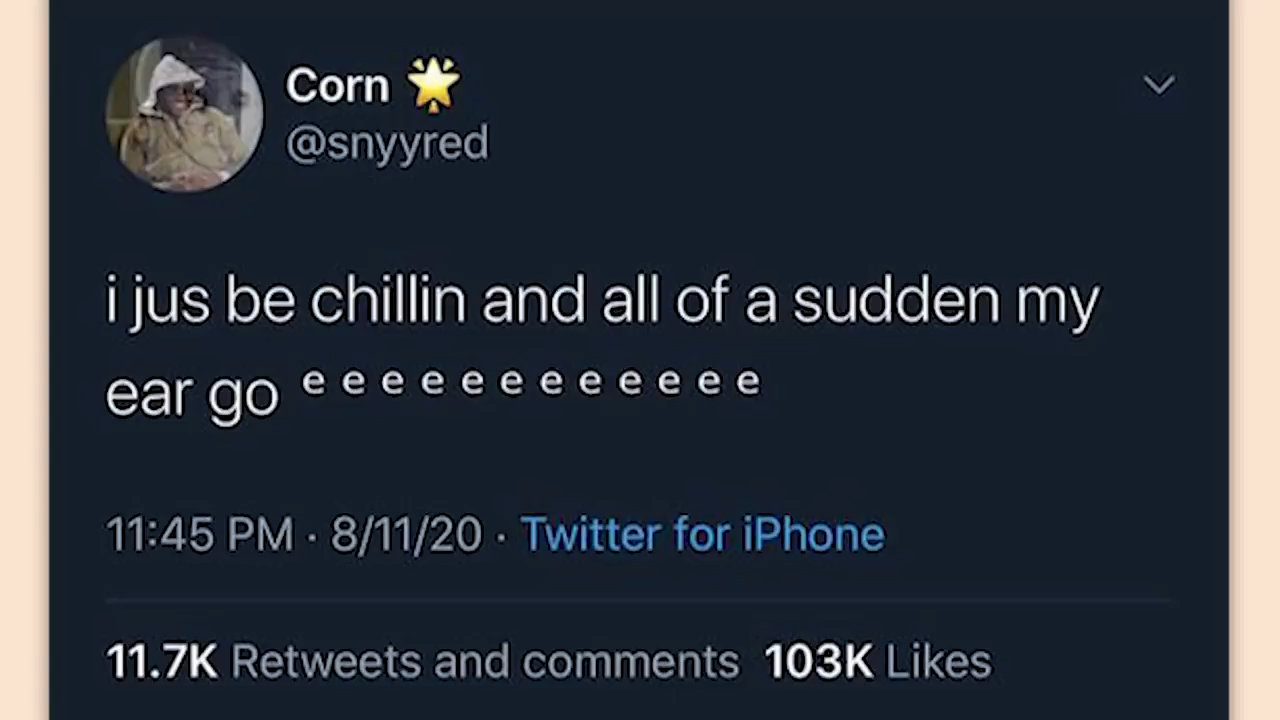 Corn 🌟
@snyyred
i jus be chillin and all of a sudden my
ear go ᵉ ᵉ ᵉ ᵉ ᵉ ᵉ ᵉ ᵉ ᵉ ᵉ ᵉ ᵉ
11:45 PM · 8/11/20 · Twitter for iPhone
11.7K Retweets and comments 103K Likes